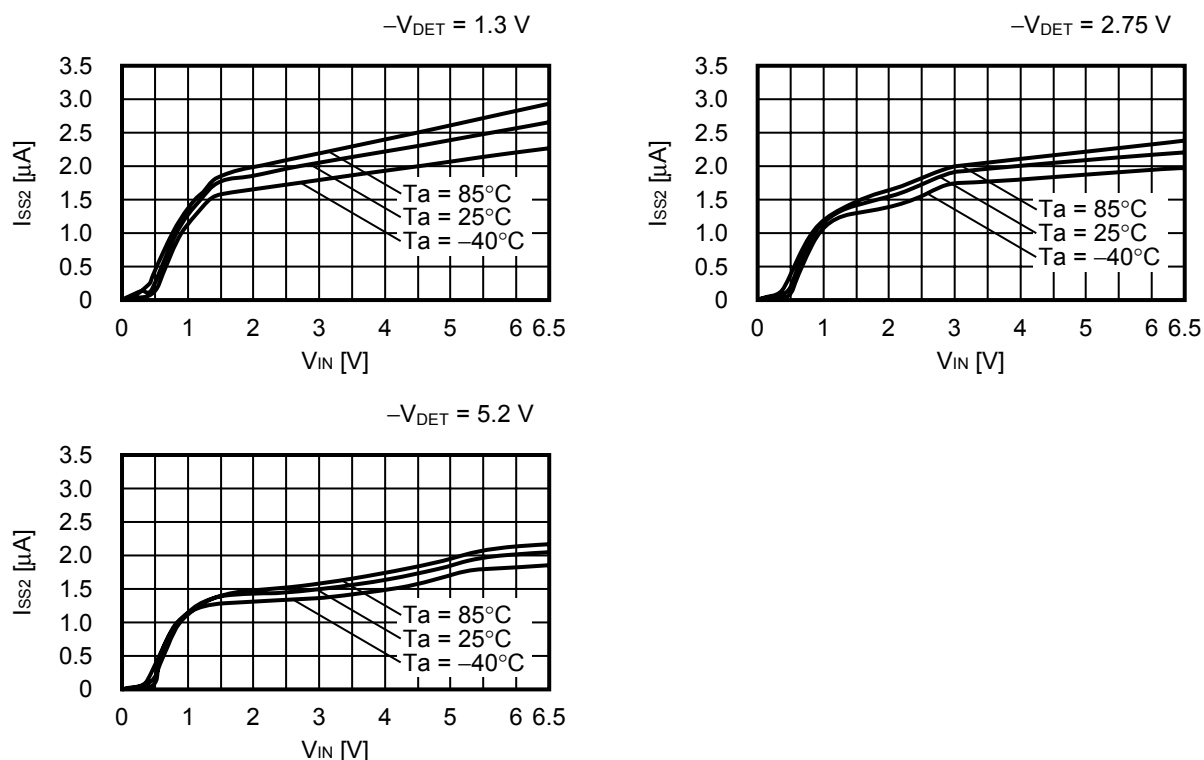 −VDET = 1.3 V
3.5
3.0
2.5
2.0
1.5
1.0
0.5
0
ISS2 [μA]
Ta = 85°C
Ta = 25°C
Ta = −40°C
0 1 2 3 4 5 6 6.5
VIN [V]
−VDET = 2.75 V
3.5
3.0
2.5
2.0
1.5
1.0
0.5
0
ISS2 [μA]
Ta = 85°C
Ta = 25°C
Ta = −40°C
0 1 2 3 4 5 6 6.5
VIN [V]
−VDET = 5.2 V
3.5
3.0
2.5
2.0
1.5
1.0
0.5
0
ISS2 [μA]
Ta = 85°C
Ta = 25°C
Ta = −40°C
0 1 2 3 4 5 6 6.5
VIN [V]